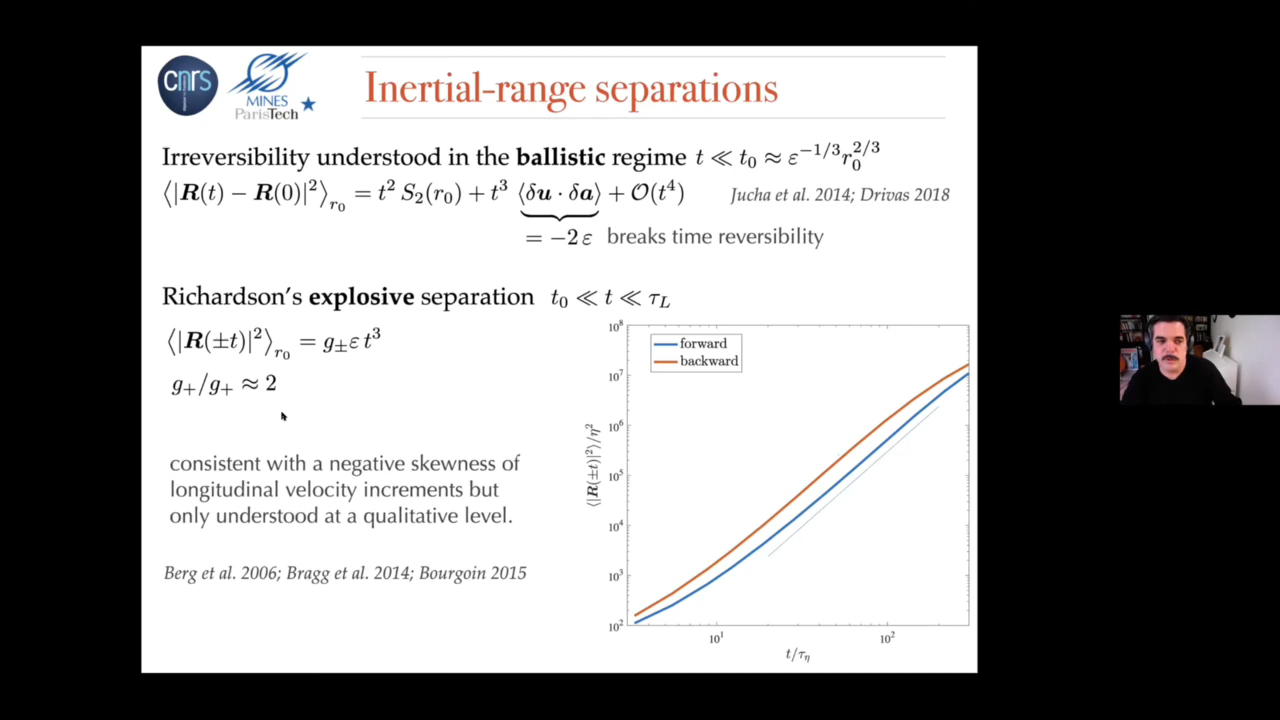 cnrs
MINES
ParisTech
Inertial-range separations
Irreversibility understood in the ballistic regime t ≪ t₀ ≈ ε^{−1/3} r₀^{2/3}
⟨|R(t) − R(0)|²⟩_{r₀} = t² S₂(r₀) + t³ ⟨δu · δa⟩ + O(t⁴) Jucha et al. 2014; Drivas 2018
= −2 ε breaks time reversibility
Richardson's explosive separation t₀ ≪ t ≪ τ_L
⟨|R(±t)|²⟩_{r₀} = g_± ε t³
g₊/g₊ ≈ 2
consistent with a negative skewness of
longitudinal velocity increments but
only understood at a qualitative level.
Berg et al. 2006; Bragg et al. 2014; Bourgoin 2015
forward
backward
10⁸
10⁷
10⁶
10⁵
10⁴
10³
10²
⟨|R(±t)|²⟩/η²
10¹ 10²
t/τ_η